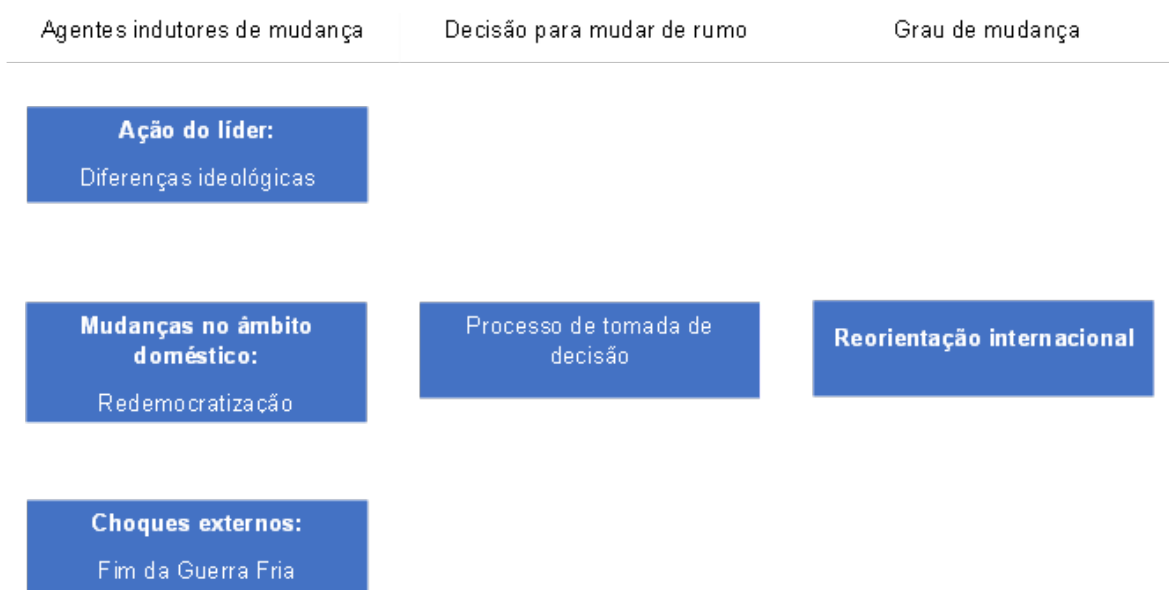 Agentes indutores de mudança
Decisão para mudar de rumo
Grau de mudança
Ação do líder:
Diferenças ideológicas
Mudanças no âmbito
doméstico:
Redemocratização
Processo de tomada de
decisão
Reorientação internacional
Choques externos:
Fim da Guerra Fria